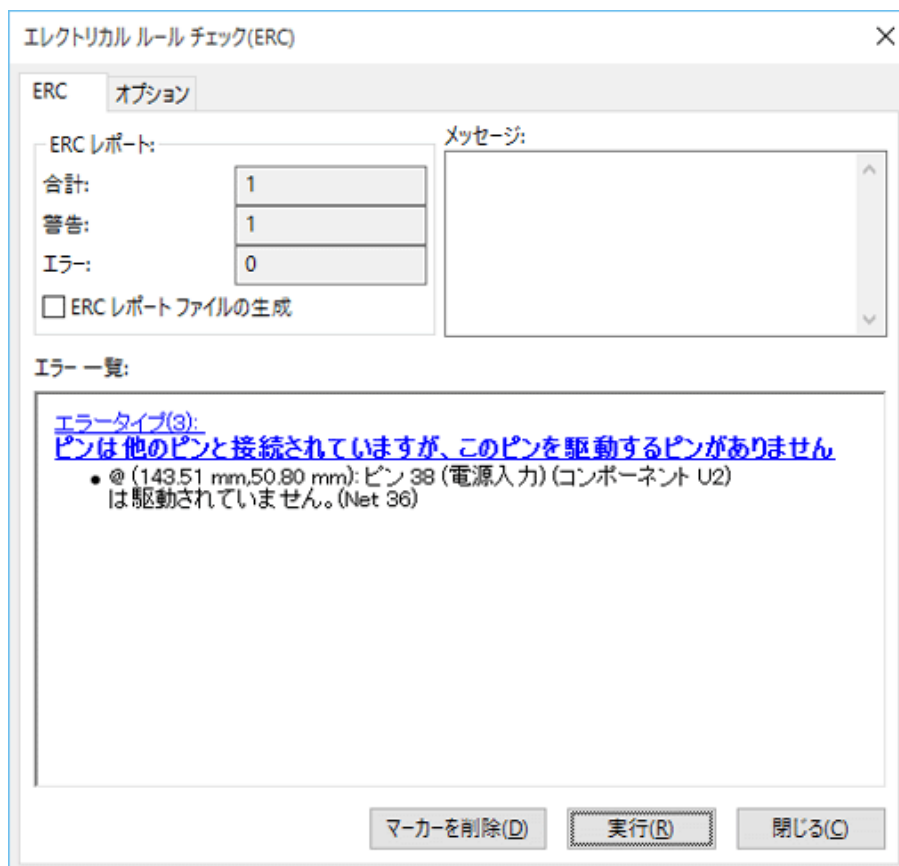 エレクトリカル ルール チェック(ERC)
ERC
オプション
ERC レポート:
メッセージ:
合計:
1
警告:
1
エラー:
0
ERC レポート ファイルの生成
エラー 一覧:
エラータイプ(3):
ピンは他のピンと接続されていますが、このピンを駆動するピンがありません
• @ (143.51 mm,50.80 mm): ピン 38 (電源入力) (コンポーネント U2)
は駆動されていません。(Net 36)
マーカーを削除(D)
実行(R)
閉じる(C)